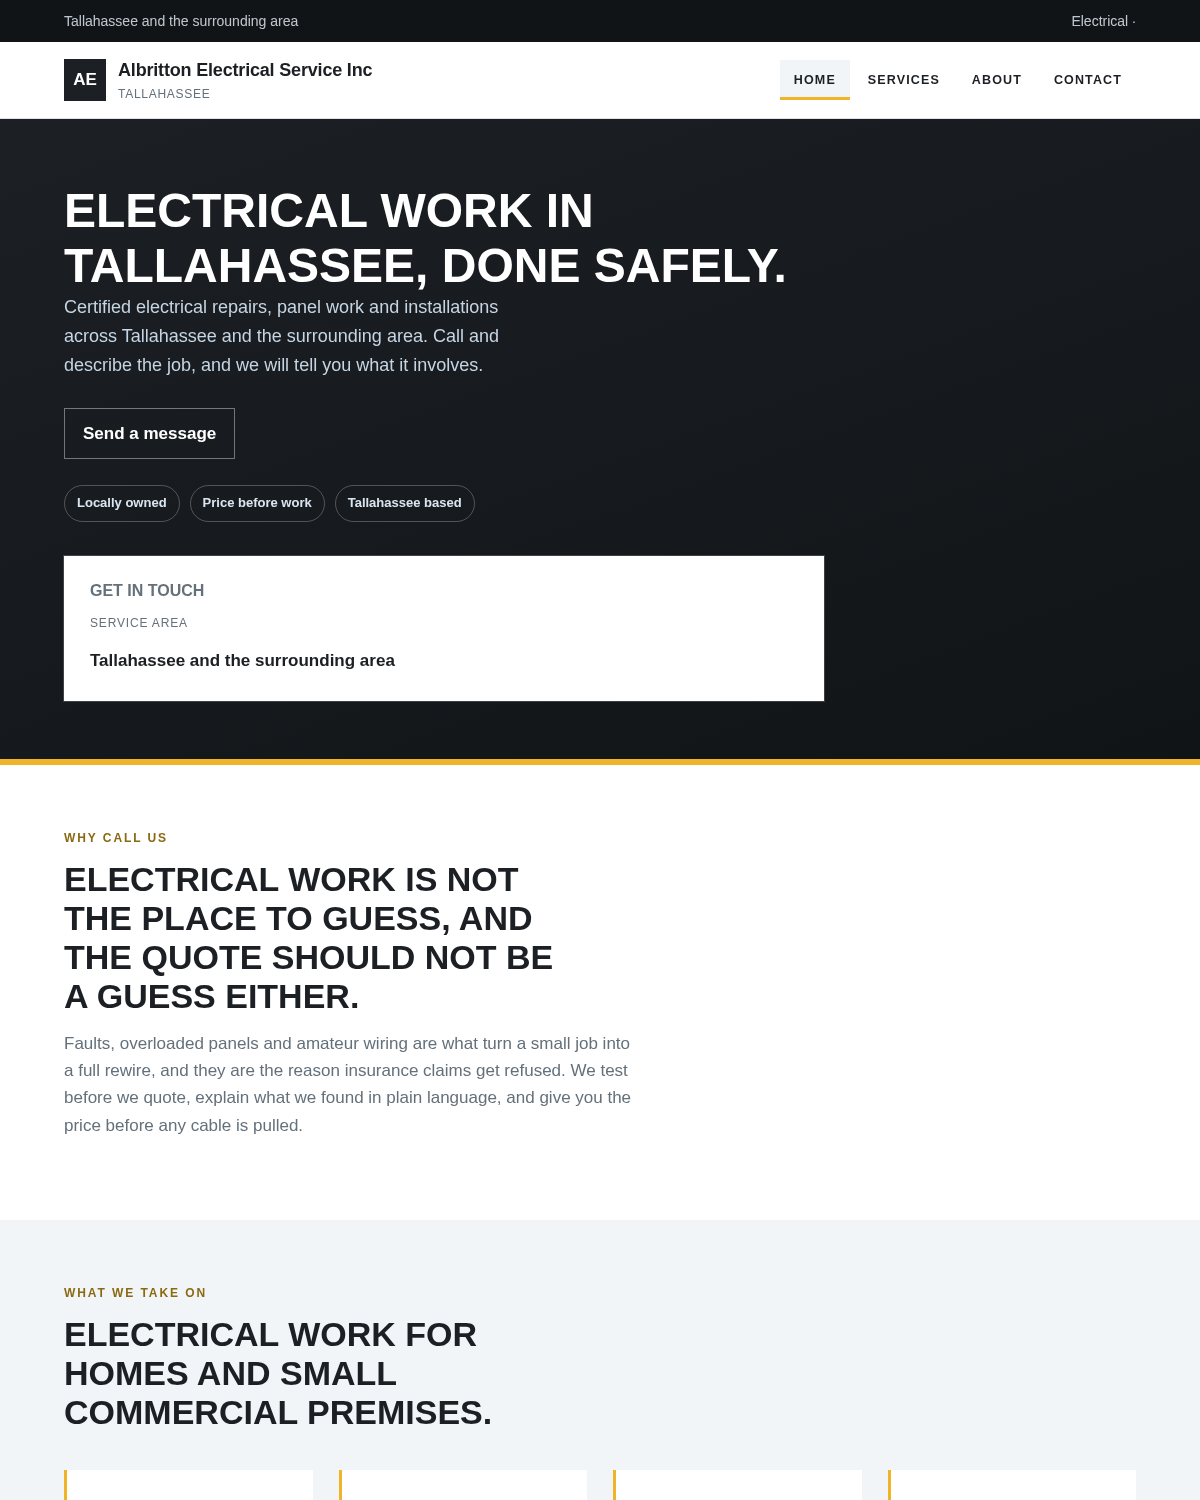 Tallahassee and the surrounding area
Electrical ·
AE
Albritton Electrical Service Inc
TALLAHASSEE
HOME
SERVICES
ABOUT
CONTACT
ELECTRICAL WORK IN
TALLAHASSEE, DONE SAFELY.
Certified electrical repairs, panel work and installations
across Tallahassee and the surrounding area. Call and
describe the job, and we will tell you what it involves.
Send a message
Locally owned
Price before work
Tallahassee based
GET IN TOUCH
SERVICE AREA
Tallahassee and the surrounding area
WHY CALL US
ELECTRICAL WORK IS NOT
THE PLACE TO GUESS, AND
THE QUOTE SHOULD NOT BE
A GUESS EITHER.
Faults, overloaded panels and amateur wiring are what turn a small job into
a full rewire, and they are the reason insurance claims get refused. We test
before we quote, explain what we found in plain language, and give you the
price before any cable is pulled.
WHAT WE TAKE ON
ELECTRICAL WORK FOR
HOMES AND SMALL
COMMERCIAL PREMISES.